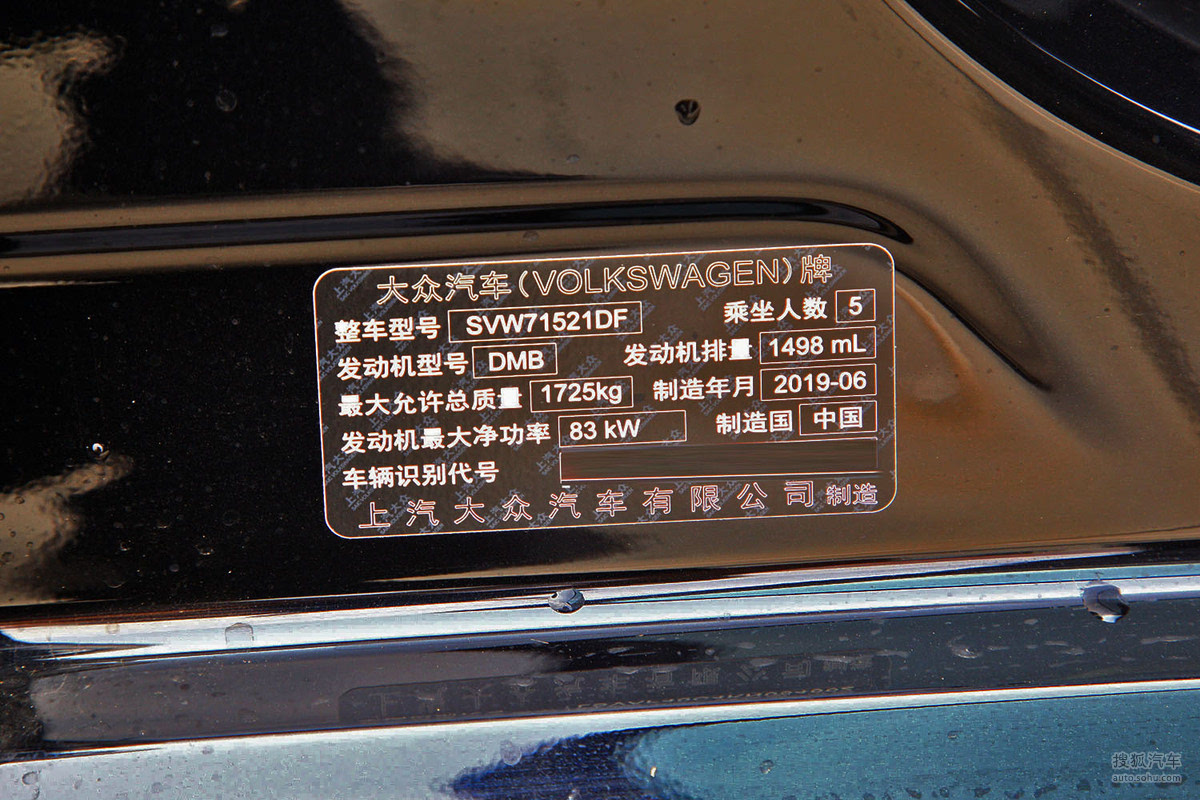 大众汽车(VOLKSWAGEN)牌
整车型号 SVW71521DF 乘坐人数 5
发动机型号 DMB 发动机排量 1498 mL
最大允许总质量 1725kg 制造年月 2019-06
发动机最大净功率 83 kW 制造国 中国
车辆识别代号
上汽大众汽车有限公司制造
搜狐汽车
auto.sohu.com